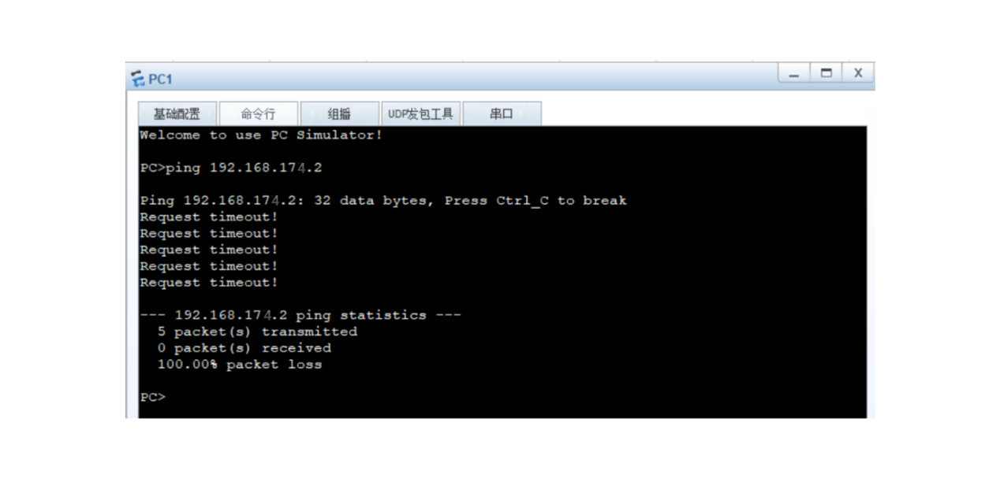 PC1
基础配置 命令行 组播 UDP发包工具 串口
Welcome to use PC Simulator!
PC>ping 192.168.174.2
Ping 192.168.174.2: 32 data bytes, Press Ctrl_C to break
Request timeout!
Request timeout!
Request timeout!
Request timeout!
Request timeout!
--- 192.168.174.2 ping statistics ---
5 packet(s) transmitted
0 packet(s) received
100.00% packet loss
PC>